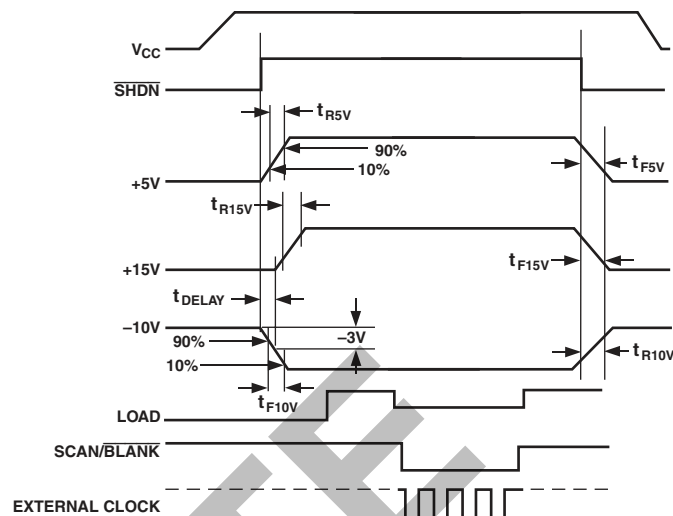 VCC
SHDN
tR5V
90%
10%
+5V
tF5V
tR15V
+15V
tF15V
tDELAY
–10V
90%
–3V
10%
tR10V
tF10V
LOAD
SCAN/BLANK
EXTERNAL CLOCK